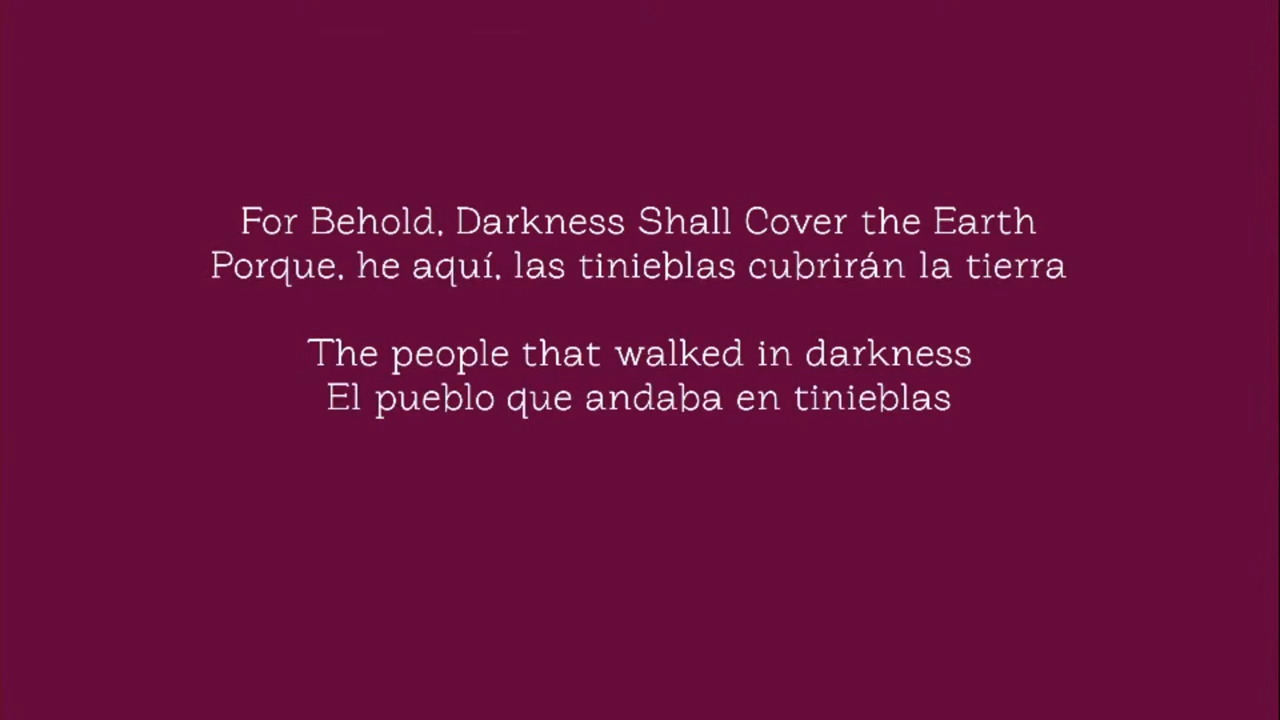 For Behold, Darkness Shall Cover the Earth
Porque, he aquí, las tinieblas cubrirán la tierra
The people that walked in darkness
El pueblo que andaba en tinieblas